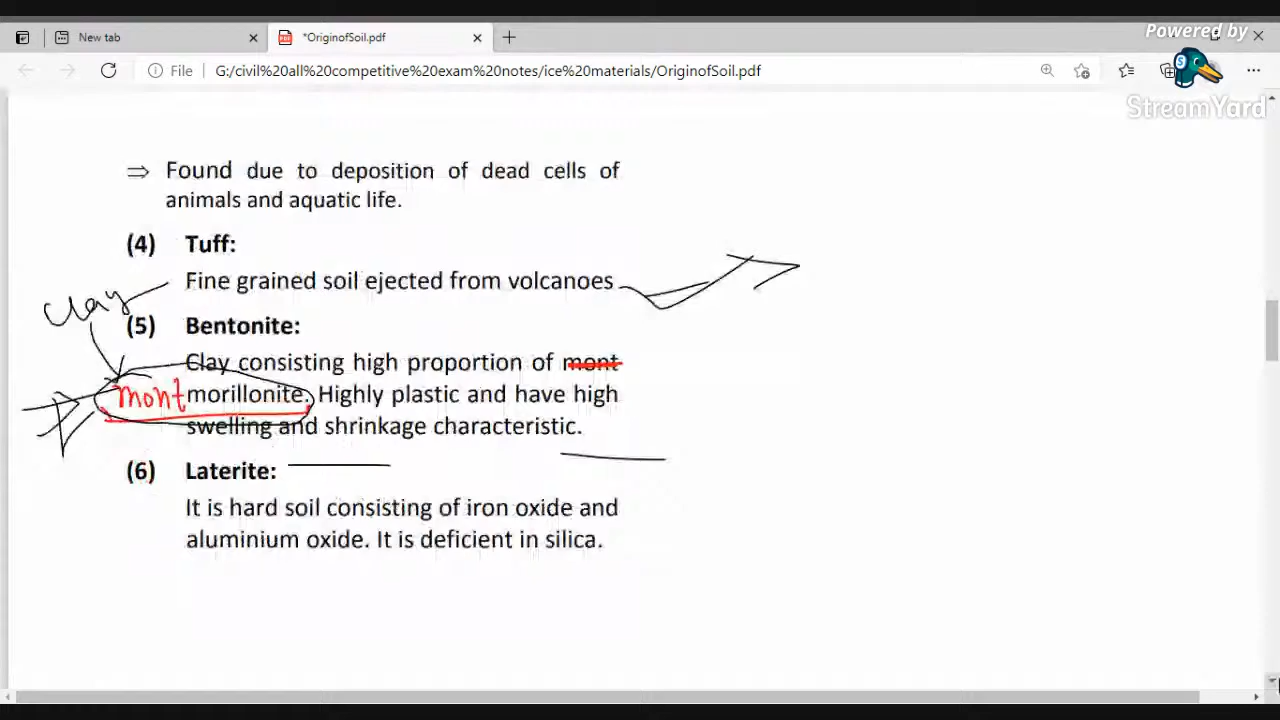 Powered by
New tab
*OriginofSoil.pdf
File
G:/civil%20all%20competitive%20exam%20notes/ice%20materials/OriginofSoil.pdf
StreamYard
⇒ Found due to deposition of dead cells of
animals and aquatic life.
(4) Tuff:
Fine grained soil ejected from volcanoes
Clay
(5) Bentonite:
Clay consisting high proportion of mont
mont morillonite. Highly plastic and have high
swelling and shrinkage characteristic.
(6) Laterite:
It is hard soil consisting of iron oxide and
aluminium oxide. It is deficient in silica.